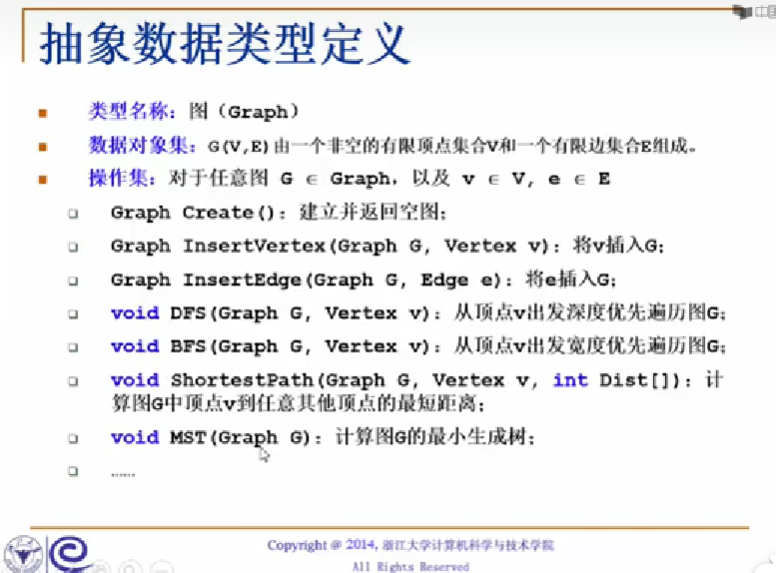 中国
抽象数据类型定义
类型名称：图（Graph）
数据对象集：G(V,E)由一个非空的有限顶点集合V和一个有限边集合E组成。
操作集：对于任意图 G ∈ Graph，以及 v ∈ V, e ∈ E
Graph Create()：建立并返回空图；
Graph InsertVertex(Graph G, Vertex v)：将v插入G；
Graph InsertEdge(Graph G, Edge e)：将e插入G；
void DFS(Graph G, Vertex v)：从顶点v出发深度优先遍历图G；
void BFS(Graph G, Vertex v)：从顶点v出发宽度优先遍历图G；
void ShortestPath(Graph G, Vertex v, int Dist[])：计
算图G中顶点v到任意其他顶点的最短距离；
void MST(Graph G)：计算图G的最小生成树；
……
Copyright @ 2014, 浙江大学计算机科学与技术学院
All Rights Reserved